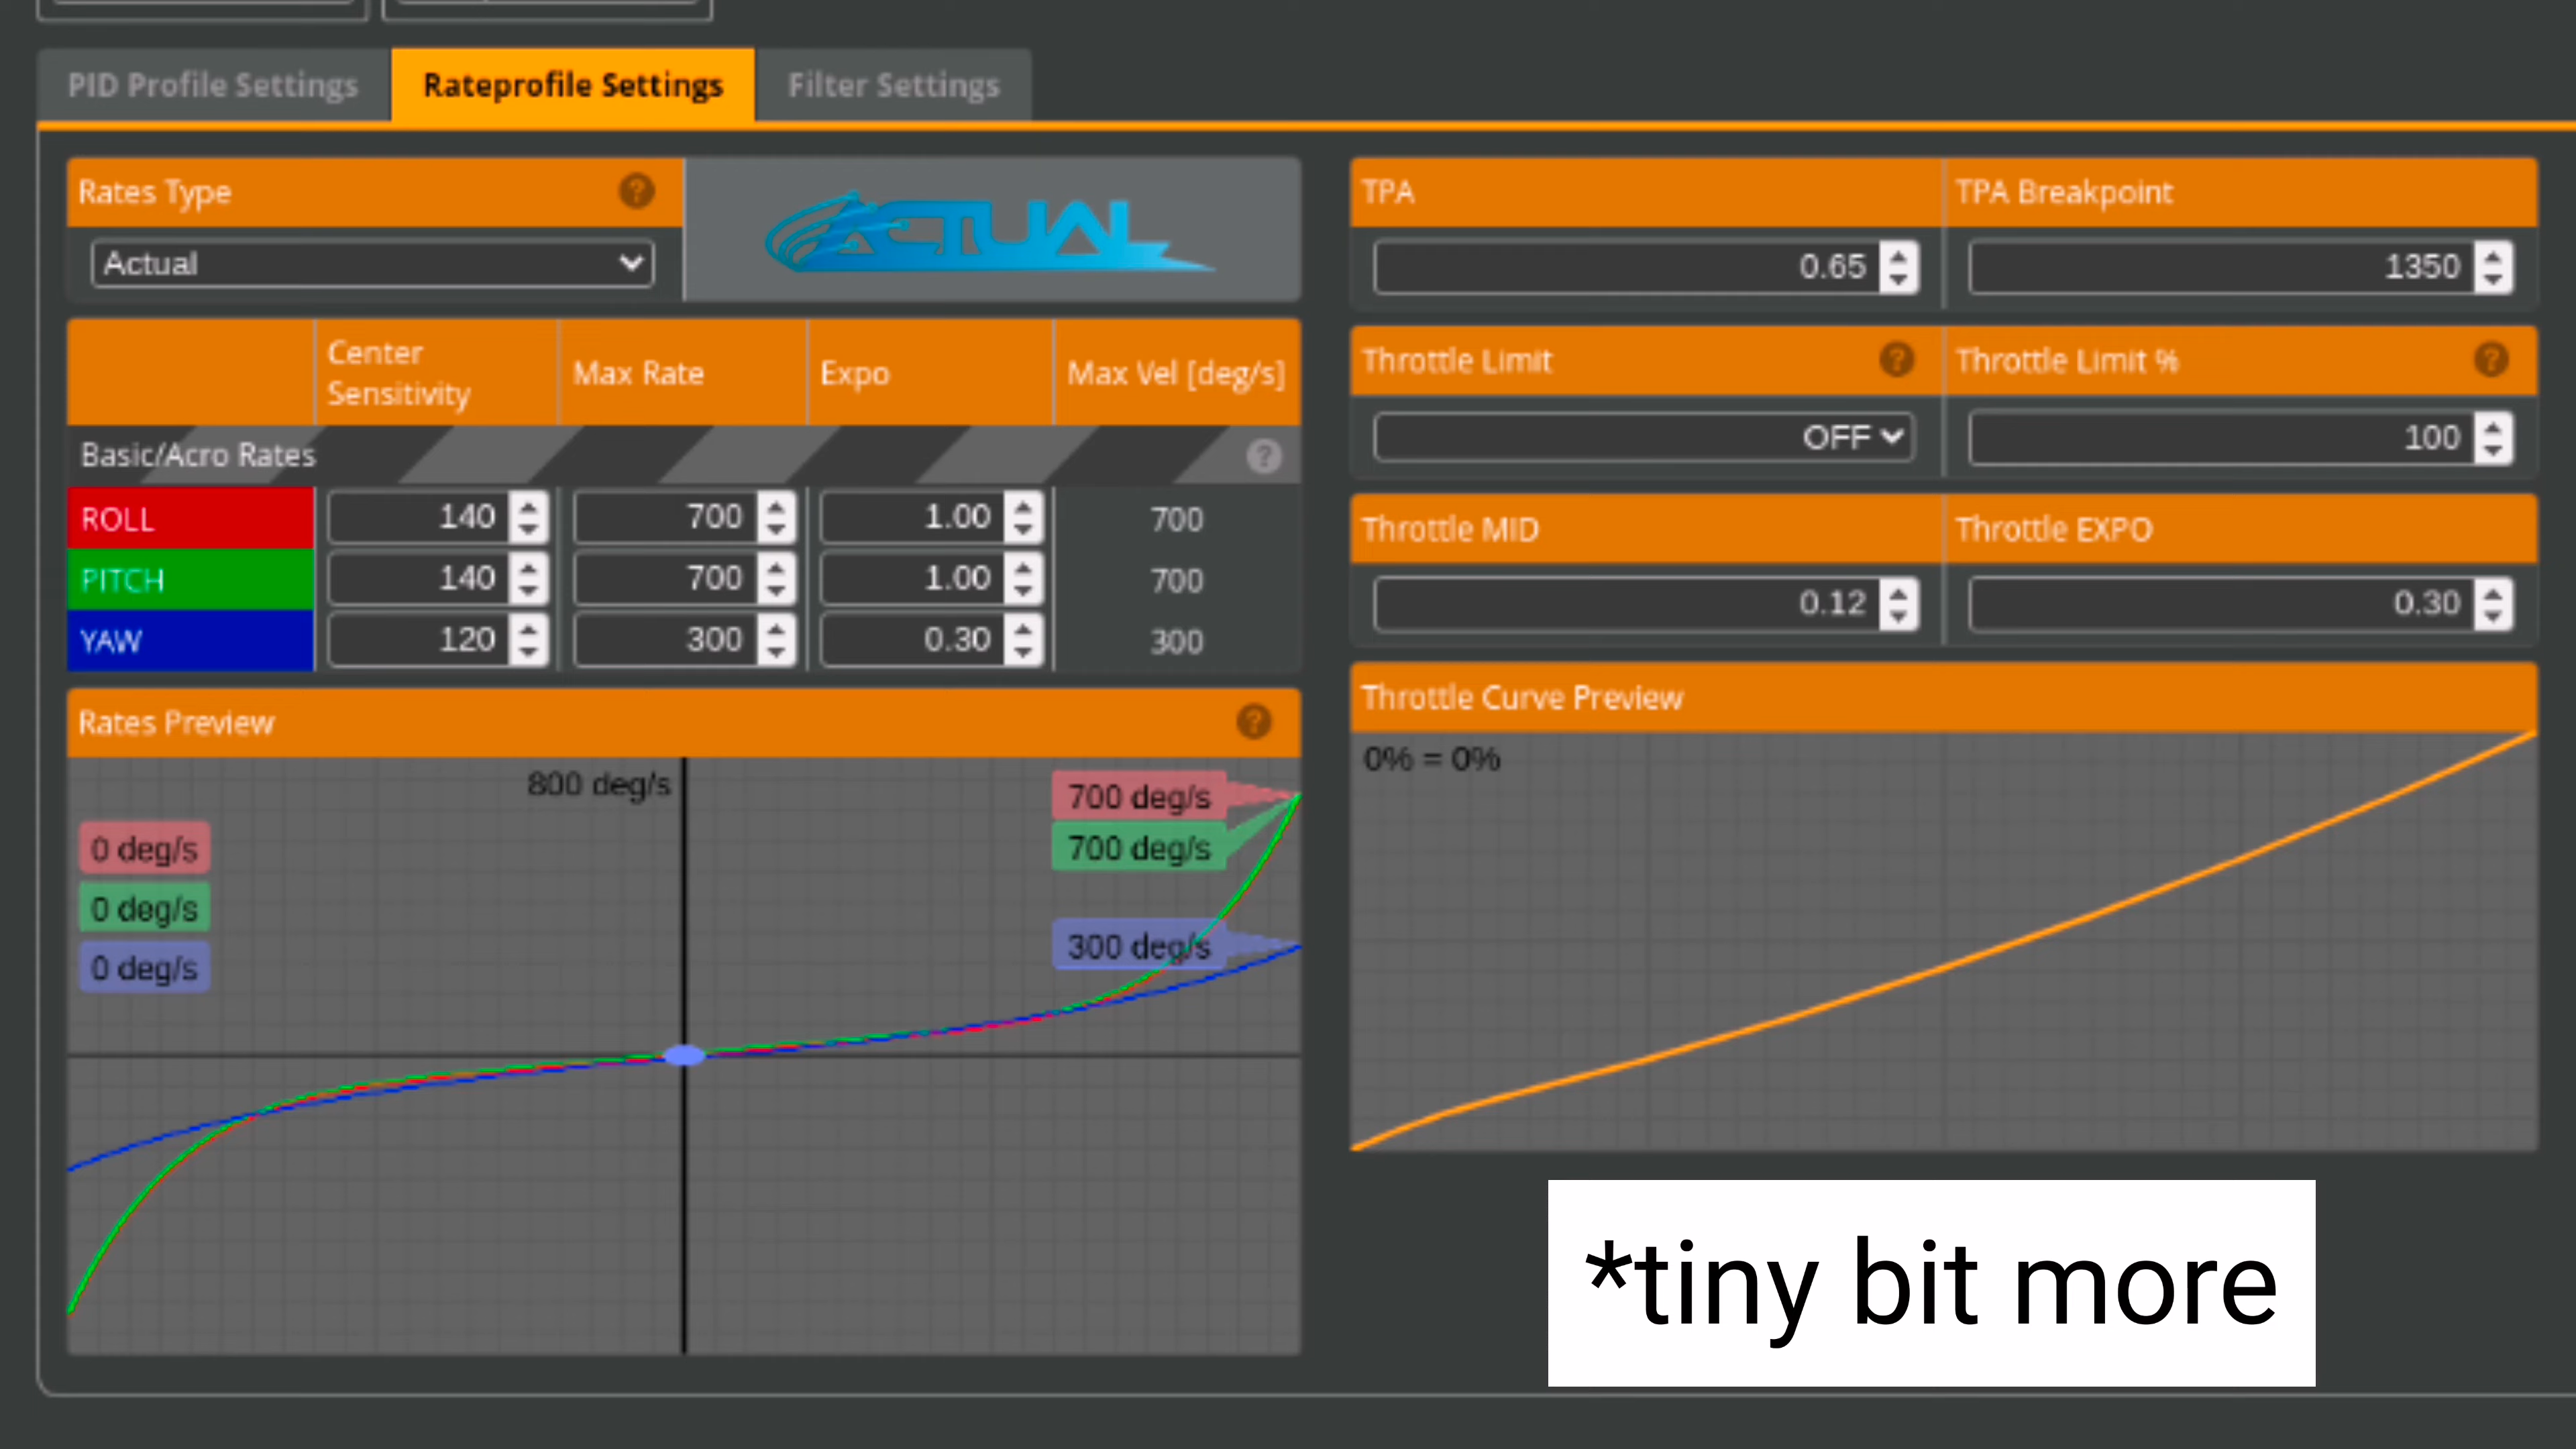 PID Profile Settings
Rateprofile Settings
Filter Settings
Rates Type
Actual
ACTUAL
Center Sensitivity
Max Rate
Expo
Max Vel [deg/s]
Basic/Acro Rates
ROLL 140 700 1.00 700
PITCH 140 700 1.00 700
YAW 120 300 0.30 300
Rates Preview
800 deg/s
0 deg/s
0 deg/s
0 deg/s
700 deg/s
700 deg/s
300 deg/s
TPA
TPA Breakpoint
0.65
1350
Throttle Limit
Throttle Limit %
OFF
100
Throttle MID
Throttle EXPO
0.12
0.30
Throttle Curve Preview
0% = 0%
*tiny bit more